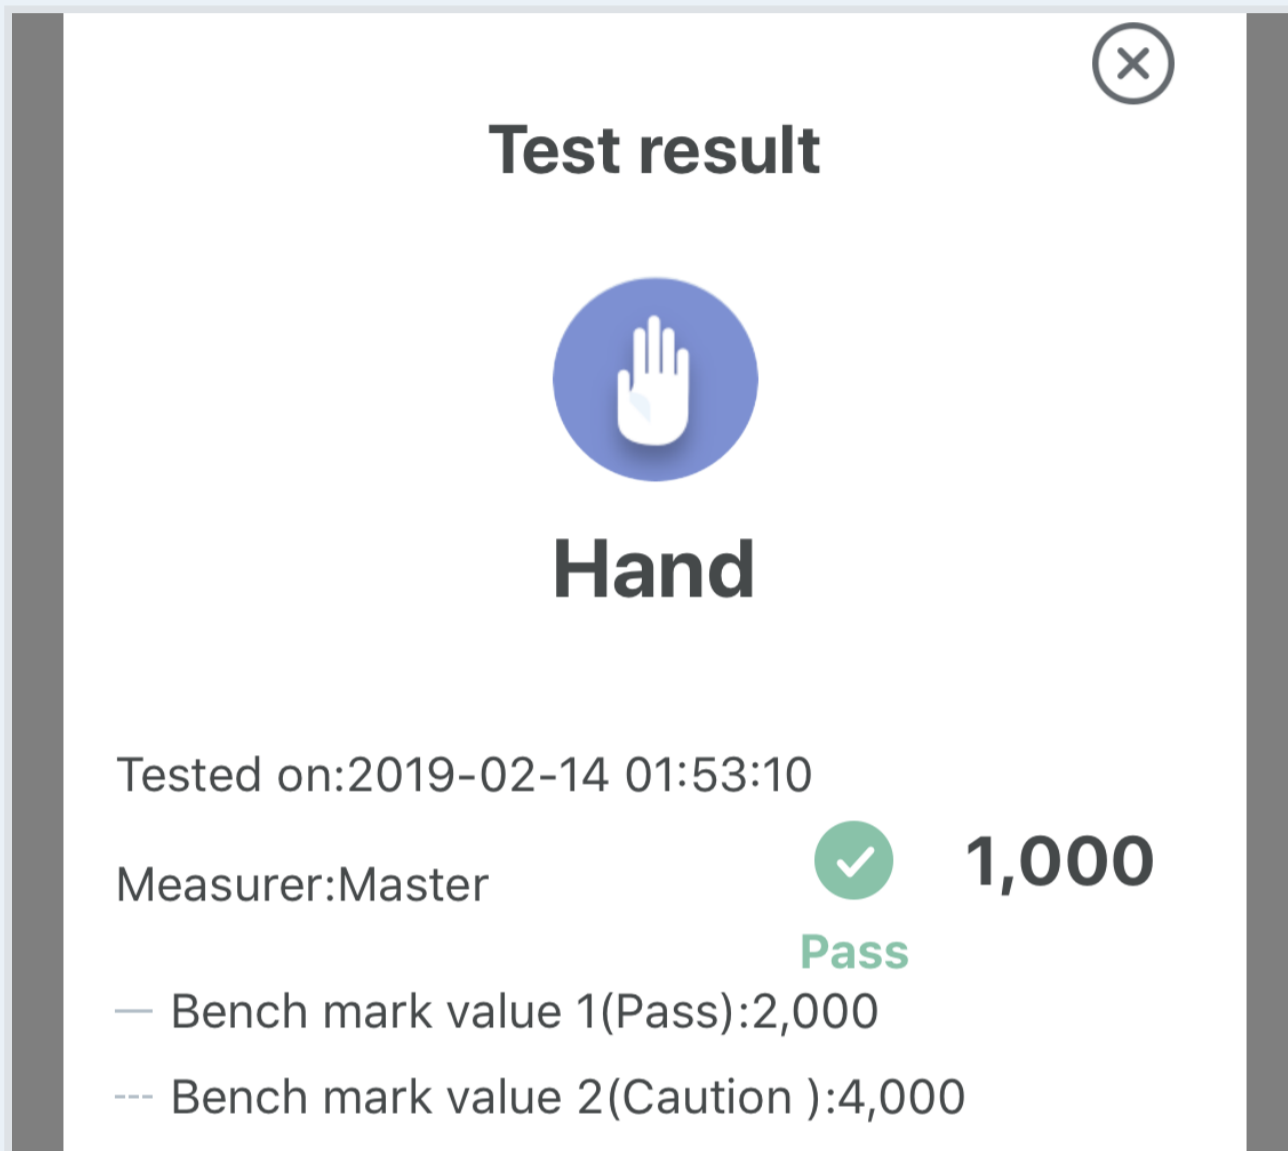 Test result
Hand
Tested on:2019-02-14 01:53:10
Measurer:Master
1,000
Pass
Bench mark value 1(Pass):2,000
Bench mark value 2(Caution ):4,000